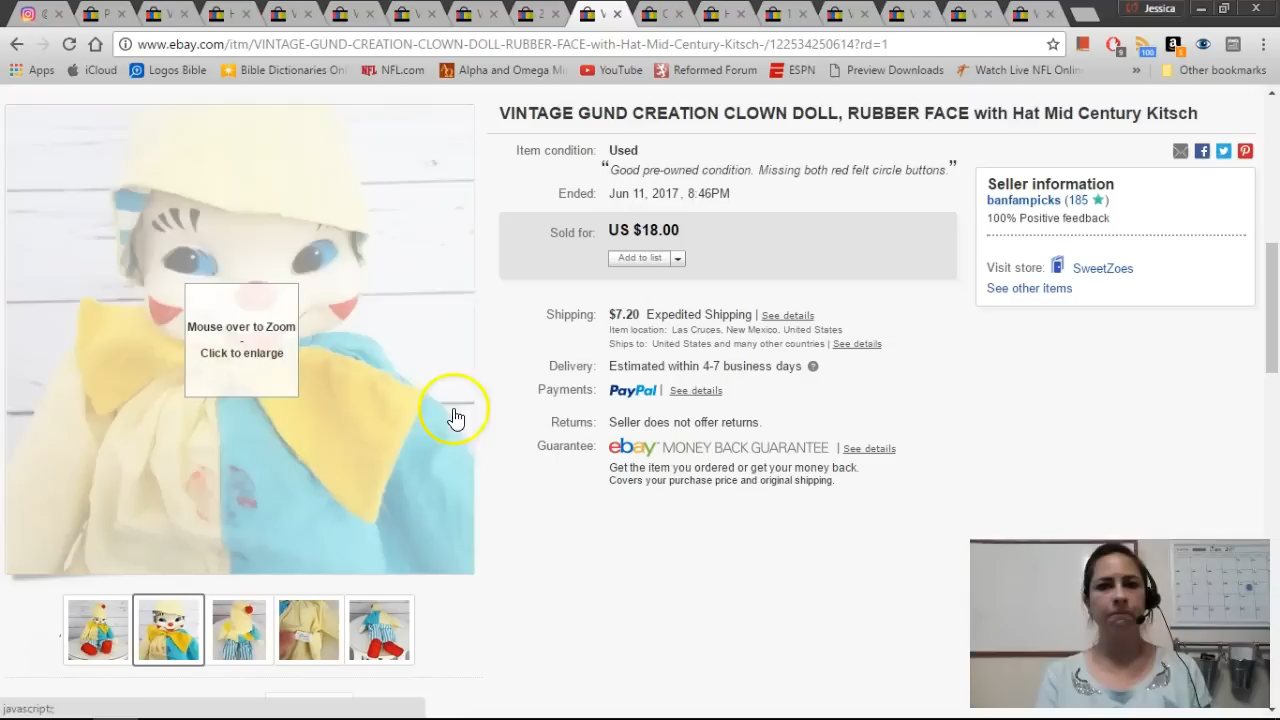 Jessica
www.ebay.com/itm/VINTAGE-GUND-CREATION-CLOWN-DOLL-RUBBER-FACE-with-Hat-Mid-Century-Kitsch-/122534250614?rd=1
9 100 5
Apps iCloud Logos Bible Dictionaries Onl NFL.com Alpha and Omega Mi YouTube Reformed Forum ESPN Preview Downloads Watch Live NFL Onlin » Other bookmarks
VINTAGE GUND CREATION CLOWN DOLL, RUBBER FACE with Hat Mid Century Kitsch
Item condition: Used
“Good pre-owned condition. Missing both red felt circle buttons.”
Ended: Jun 11, 2017 , 8:46PM
Sold for: US $18.00
Add to list
Shipping: $7.20 Expedited Shipping | See details
Item location: Las Cruces, New Mexico, United States
Ships to: United States and many other countries | See details
Delivery: Estimated within 4-7 business days ?
Payments: PayPal | See details
Returns: Seller does not offer returns.
Guarantee: ebay MONEY BACK GUARANTEE | See details
Get the item you ordered or get your money back.
Covers your purchase price and original shipping.
Seller information
banfampicks (185 )
100% Positive feedback
Visit store: SweetZoes
See other items
Mouse over to Zoom
-
Click to enlarge
javascript:;